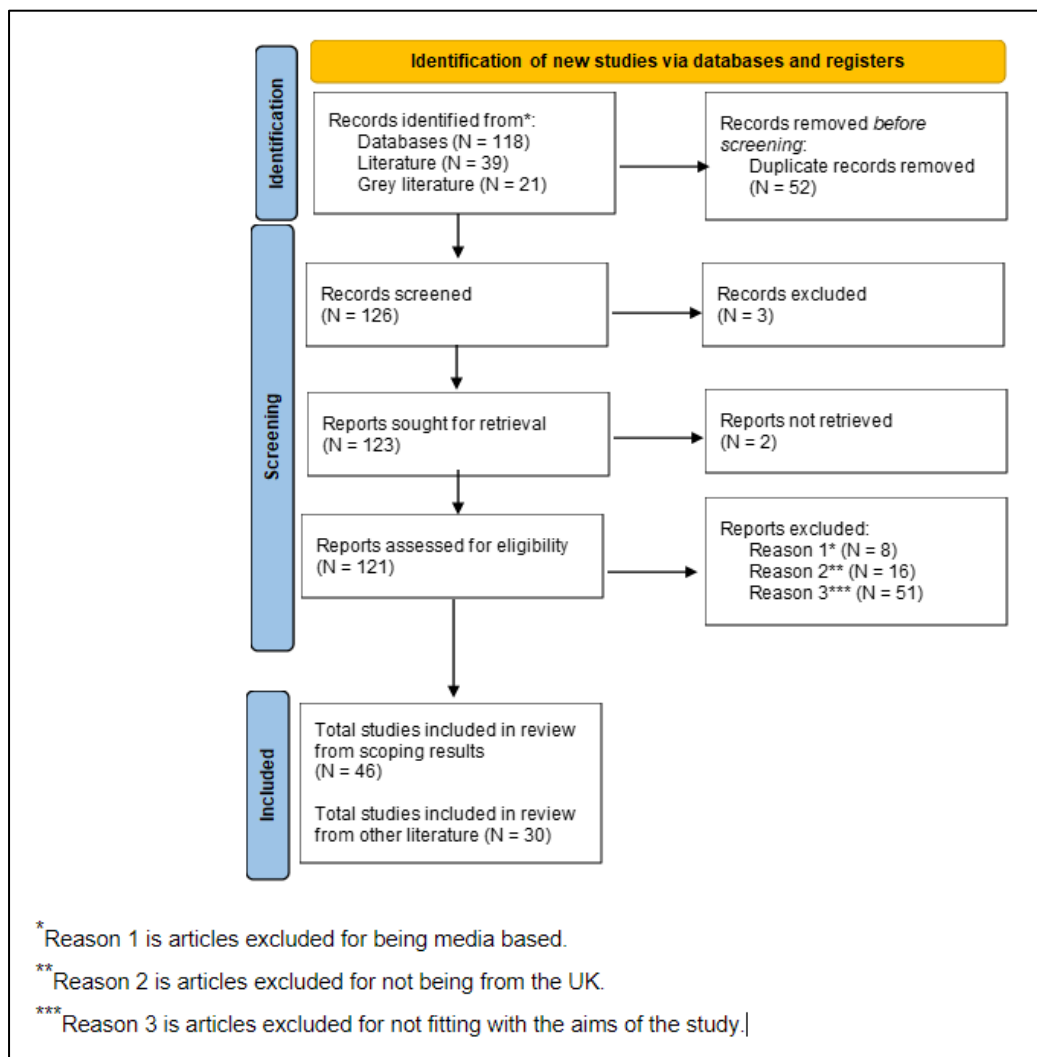 Identification of new studies via databases and registers
Identification
Records identified from*:
Databases (N = 118)
Literature (N = 39)
Grey literature (N = 21)
Records removed before
screening:
Duplicate records removed
(N = 52)
Screening
Records screened
(N = 126)
Records excluded
(N = 3)
Reports sought for retrieval
(N = 123)
Reports not retrieved
(N = 2)
Reports assessed for eligibility
(N = 121)
Reports excluded:
Reason 1* (N = 8)
Reason 2** (N = 16)
Reason 3*** (N = 51)
Included
Total studies included in review
from scoping results
(N = 46)
Total studies included in review
from other literature (N = 30)
*Reason 1 is articles excluded for being media based.
**Reason 2 is articles excluded for not being from the UK.
***Reason 3 is articles excluded for not fitting with the aims of the study.